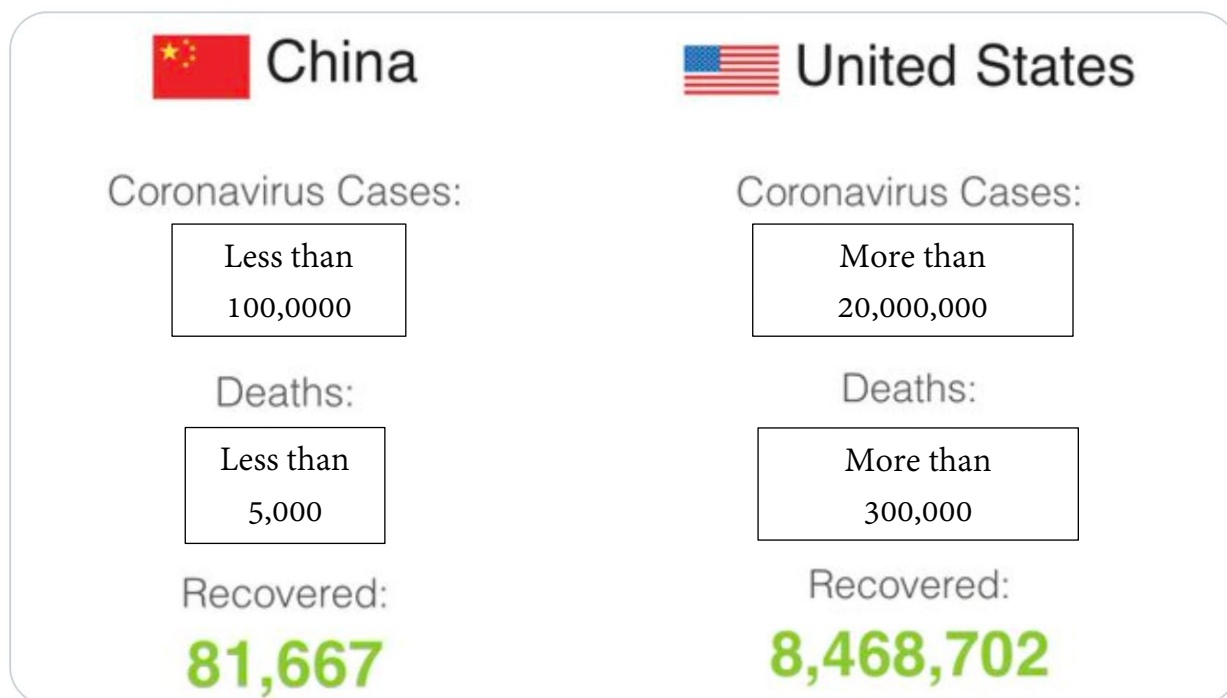 China
United States
Coronavirus Cases:
Less than
100,0000
Deaths:
Less than
5,000
Recovered:
81,667
Coronavirus Cases:
More than
20,000,000
Deaths:
More than
300,000
Recovered:
8,468,702